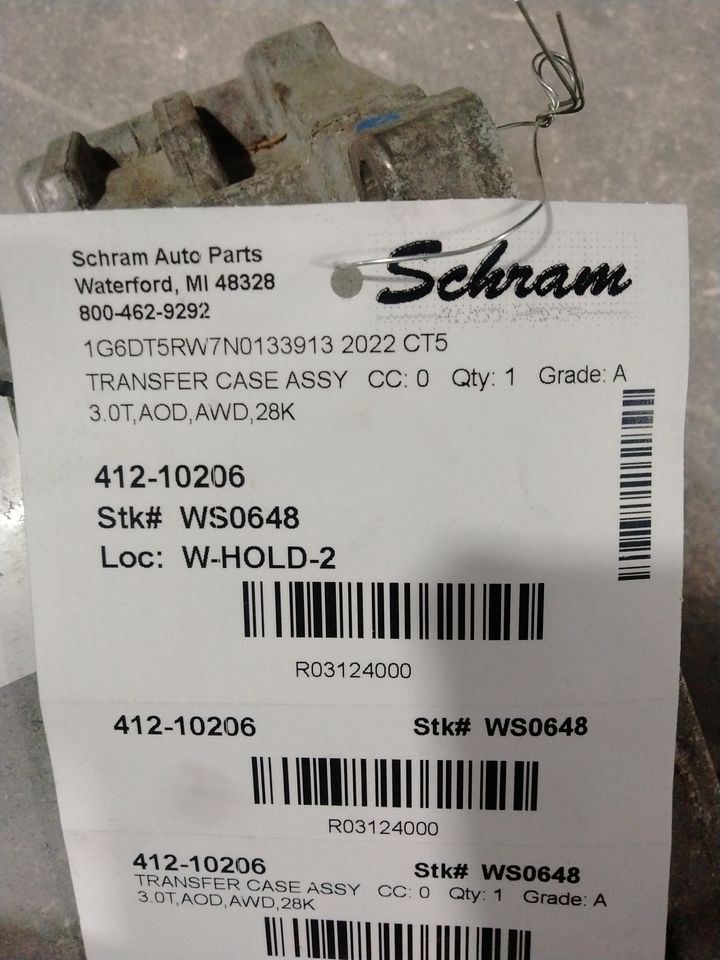 Schram Auto Parts
Waterford, MI 48328
800-462-9292
Schram
1G6DT5RW7N0133913 2022 CT5
TRANSFER CASE ASSY CC: 0 Qty: 1 Grade: A
3.0T,AOD,AWD,28K
412-10206
Stk# WS0648
Loc: W-HOLD-2
R03124000
412-10206 Stk# WS0648
R03124000
412-10206 Stk# WS0648
TRANSFER CASE ASSY CC: 0 Qty: 1 Grade: A
3.0T,AOD,AWD,28K